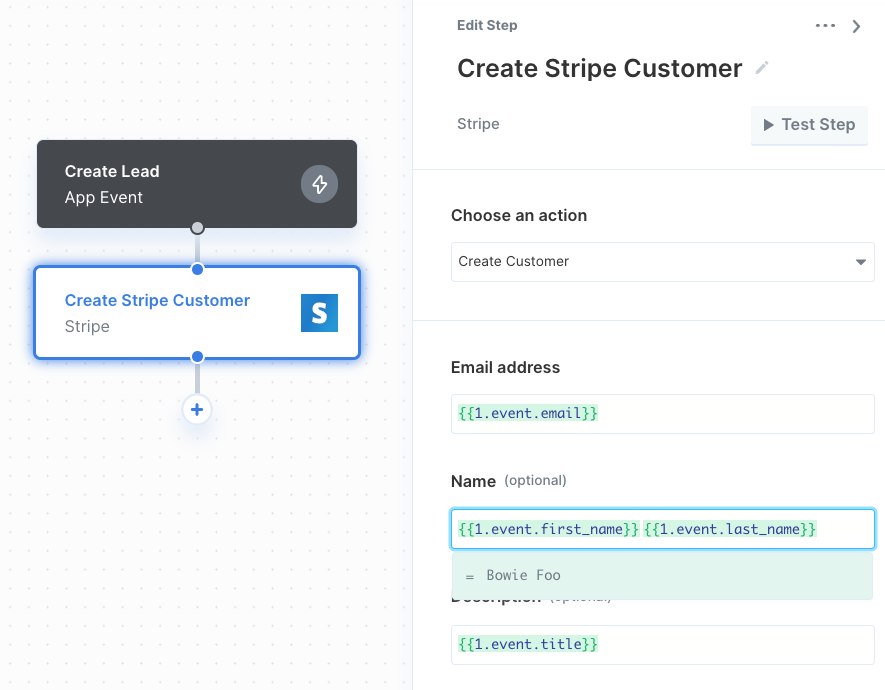 Create Lead
App Event
Create Stripe Customer
Stripe
S
+
Edit Step
Create Stripe Customer
Stripe
Test Step
Choose an action
Create Customer
Email address
{{1.event.email}}
Name (optional)
{{1.event.first_name}} {{1.event.last_name}}
= Bowie Foo
Description (optional)
{{1.event.title}}